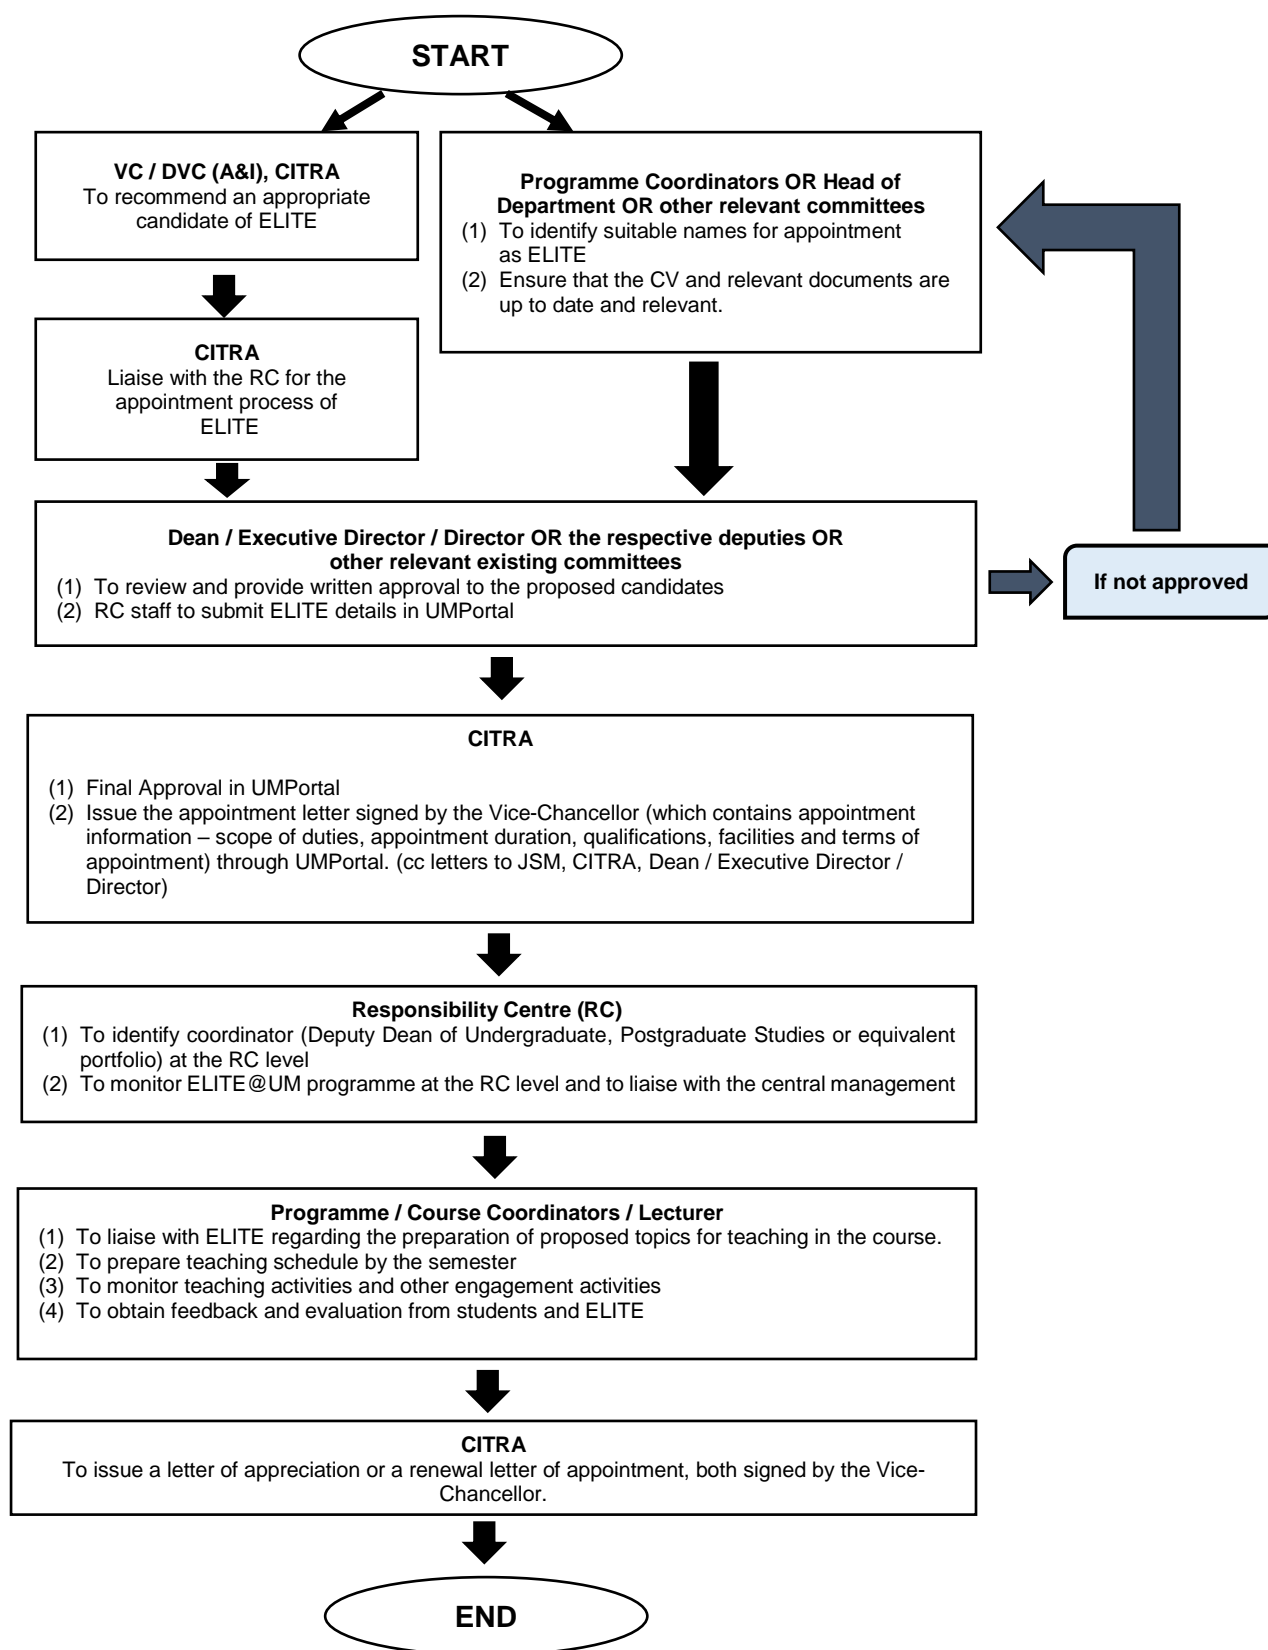 START
VC / DVC (A&I), CITRA
To recommend an appropriate
candidate of ELITE
Programme Coordinators OR Head of
Department OR other relevant committees
(1) To identify suitable names for appointment
as ELITE
(2) Ensure that the CV and relevant documents are
up to date and relevant.
CITRA
Liaise with the RC for the
appointment process of
ELITE
Dean / Executive Director / Director OR the respective deputies OR
other relevant existing committees
(1) To review and provide written approval to the proposed candidates
(2) RC staff to submit ELITE details in UMPortal
If not approved
CITRA
(1) Final Approval in UMPortal
(2) Issue the appointment letter signed by the Vice-Chancellor (which contains appointment
information – scope of duties, appointment duration, qualifications, facilities and terms of
appointment) through UMPortal. (cc letters to JSM, CITRA, Dean / Executive Director /
Director)
Responsibility Centre (RC)
(1) To identify coordinator (Deputy Dean of Undergraduate, Postgraduate Studies or equivalent
portfolio) at the RC level
(2) To monitor ELITE@UM programme at the RC level and to liaise with the central management
Programme / Course Coordinators / Lecturer
(1) To liaise with ELITE regarding the preparation of proposed topics for teaching in the course.
(2) To prepare teaching schedule by the semester
(3) To monitor teaching activities and other engagement activities
(4) To obtain feedback and evaluation from students and ELITE
CITRA
To issue a letter of appreciation or a renewal letter of appointment, both signed by the Vice-
Chancellor.
END